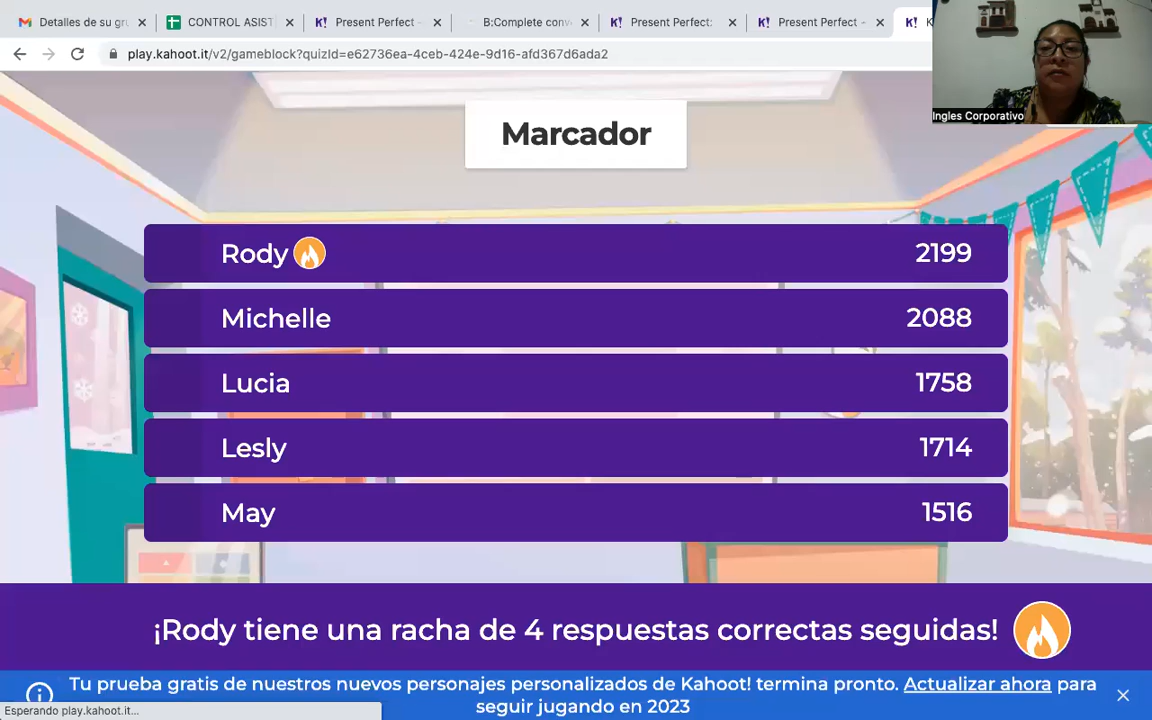 Detalles de su gr
CONTROL ASIST
K! Present Perfect -
B:Complete conv
K! Present Perfect:
K! Present Perfect -
K!
play.kahoot.it/v2/gameblock?quizId=e62736ea-4ceb-424e-9d16-afd367d6ada2
Ingles Corporativo
Marcador
Rody 2199
Michelle 2088
Lucia 1758
Lesly 1714
May 1516
¡Rody tiene una racha de 4 respuestas correctas seguidas!
Tu prueba gratis de nuestros nuevos personajes personalizados de Kahoot! termina pronto. Actualizar ahora para
seguir jugando en 2023
Esperando play.kahoot.it...